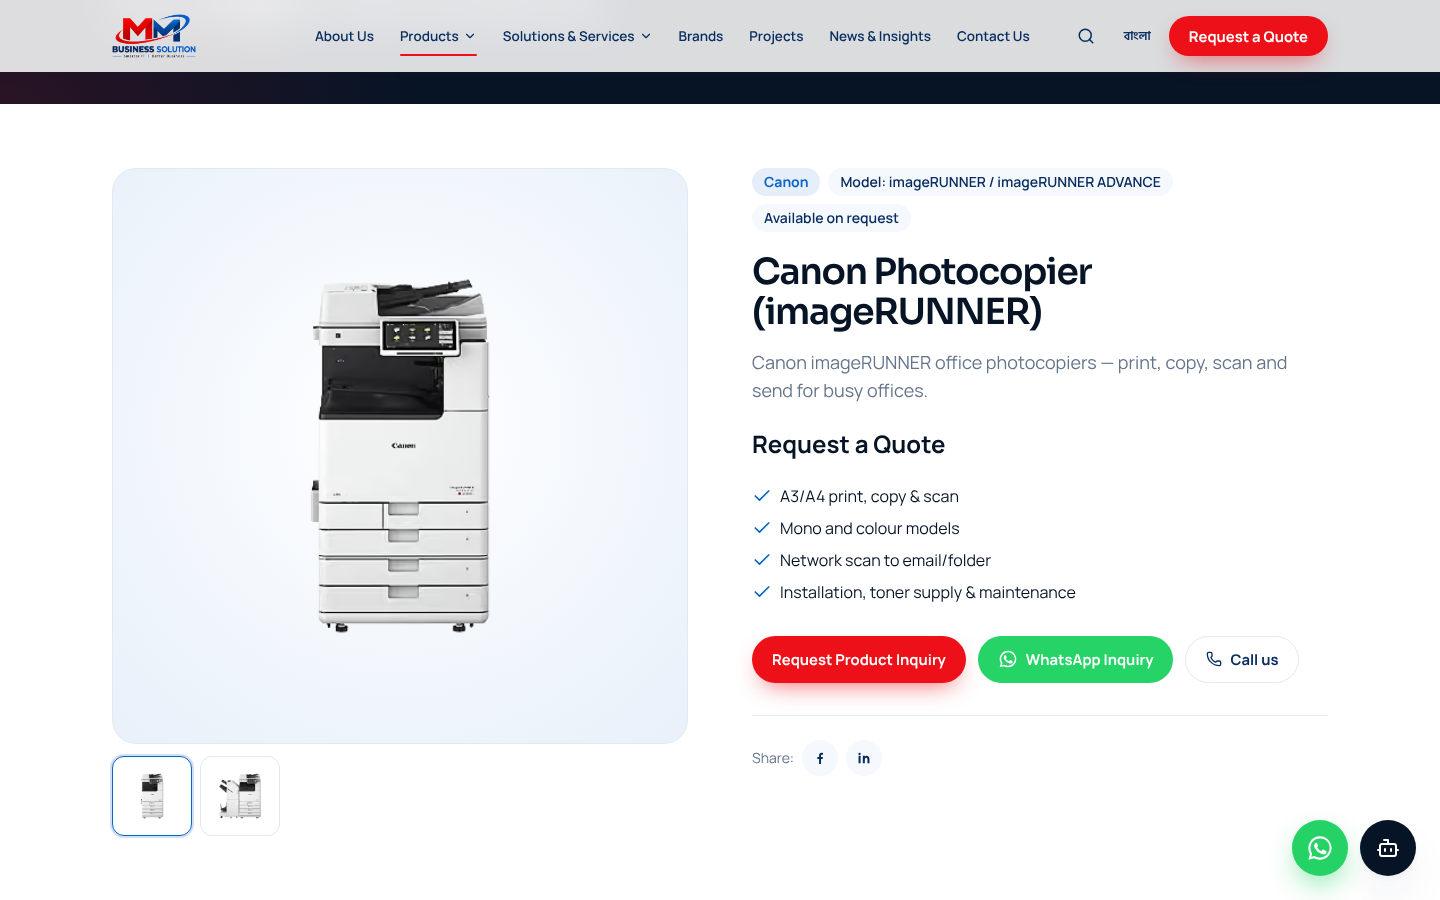 MM
BUSINESS SOLUTION
About Us
Products
Solutions & Services
Brands
Projects
News & Insights
Contact Us
বাংলা
Request a Quote
Canon
Model: imageRUNNER / imageRUNNER ADVANCE
Available on request
Canon Photocopier
(imageRUNNER)
Canon imageRUNNER office photocopiers — print, copy, scan and
send for busy offices.
Request a Quote
A3/A4 print, copy & scan
Mono and colour models
Network scan to email/folder
Installation, toner supply & maintenance
Request Product Inquiry
WhatsApp Inquiry
Call us
Share:
Canon